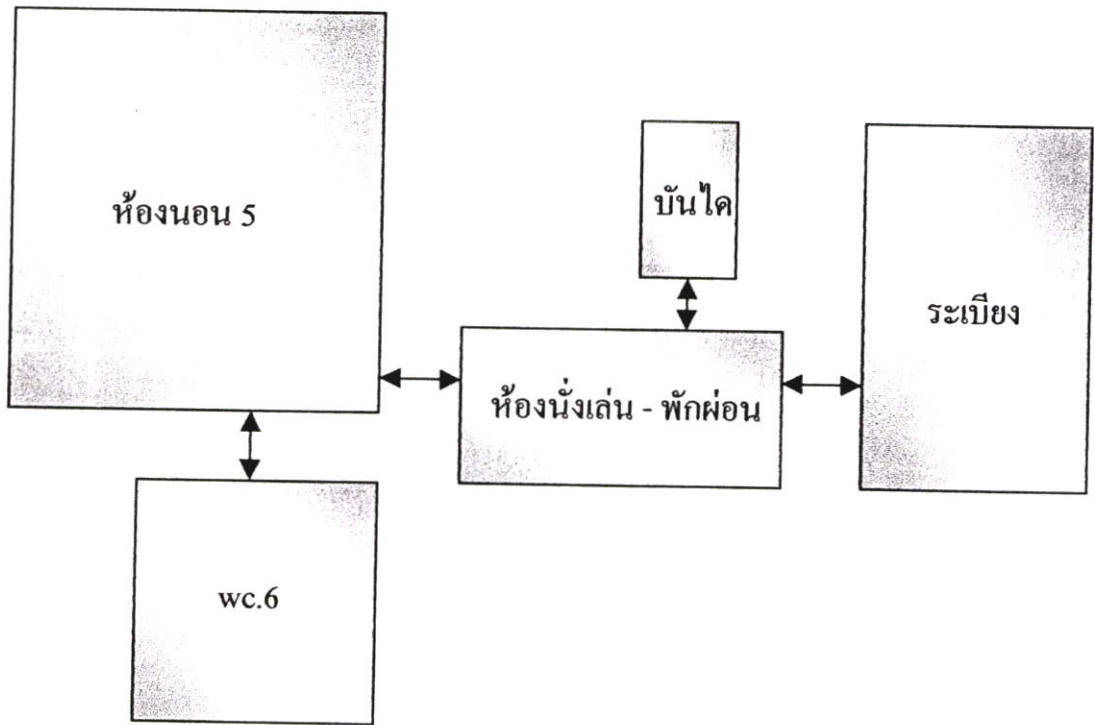 ห้องนอน 5
บันได
ระเบียง
ห้องนั่งเล่น - พักผ่อน
wc.6